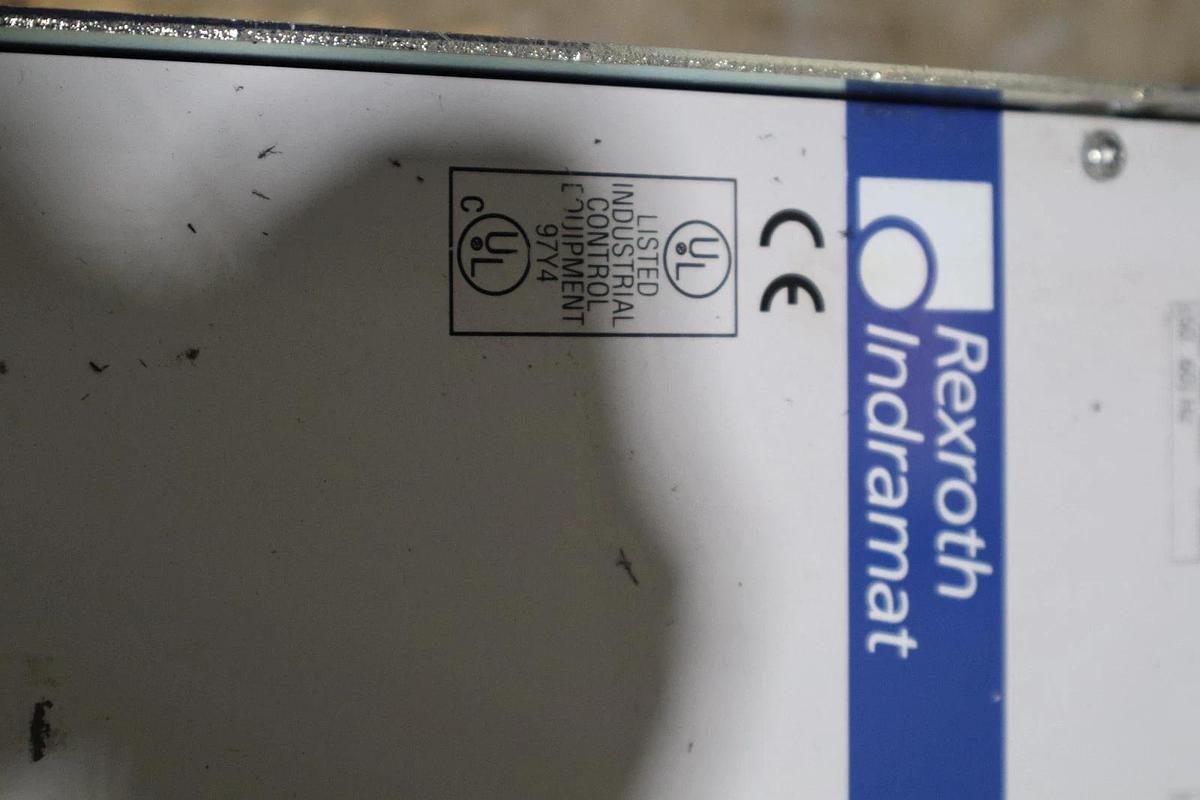 Rexroth
Indramat
CE
UL
LISTED
INDUSTRIAL
CONTROL
EQUIPMENT
97Y4
C UL